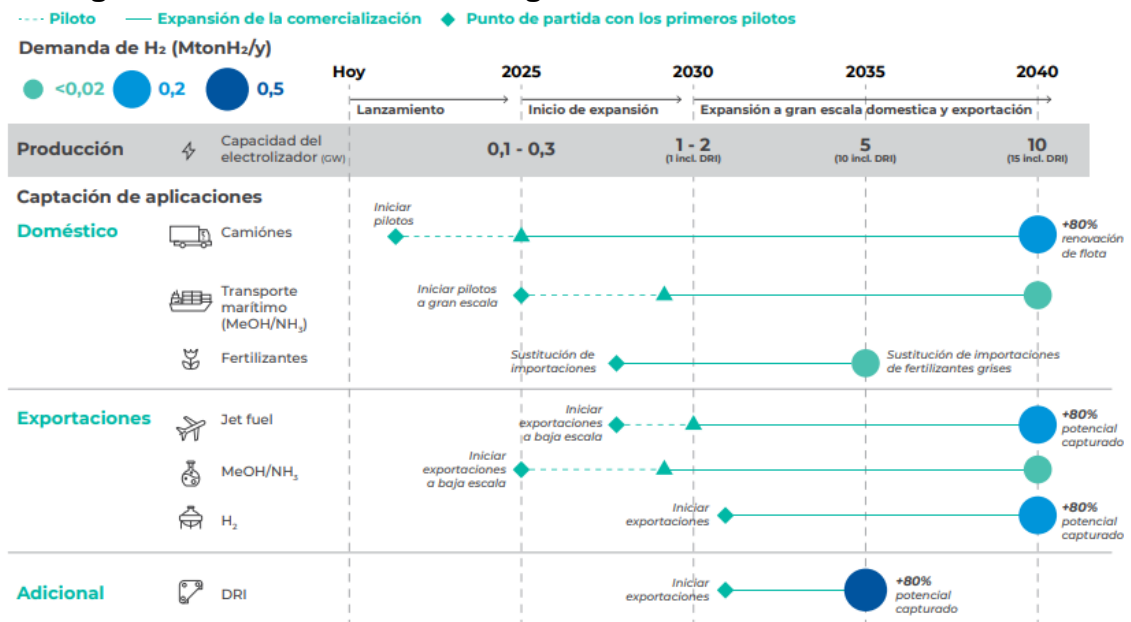 Piloto
Expansión de la comercialización
Punto de partida con los primeros pilotos
Demanda de H₂ (MtonH₂/y)
<0,02
0,2
0,5
Hoy
2025
2030
2035
2040
Lanzamiento
Inicio de expansión
Expansión a gran escala domestica y exportación
Producción
Capacidad del
electrolizador (GW)
0,1 - 0,3
1 - 2
(1 incl. DRI)
5
(10 incl. DRI)
10
(15 incl. DRI)
Captación de aplicaciones
Doméstico
Camiónes
Iniciar
pilotos
+80%
renovación
de flota
Transporte
marítimo
(MeOH/NH₃)
Iniciar pilotos
a gran escala
Fertilizantes
Sustitución de
importaciones
Sustitución de importaciones
de fertilizantes grises
Exportaciones
Jet fuel
Iniciar
exportaciones
a baja escala
+80%
potencial
capturado
MeOH/NH₃
Iniciar
exportaciones
a baja escala
H₂
Iniciar
exportaciones
+80%
potencial
capturado
Adicional
DRI
Iniciar
exportaciones
+80%
potencial
capturado